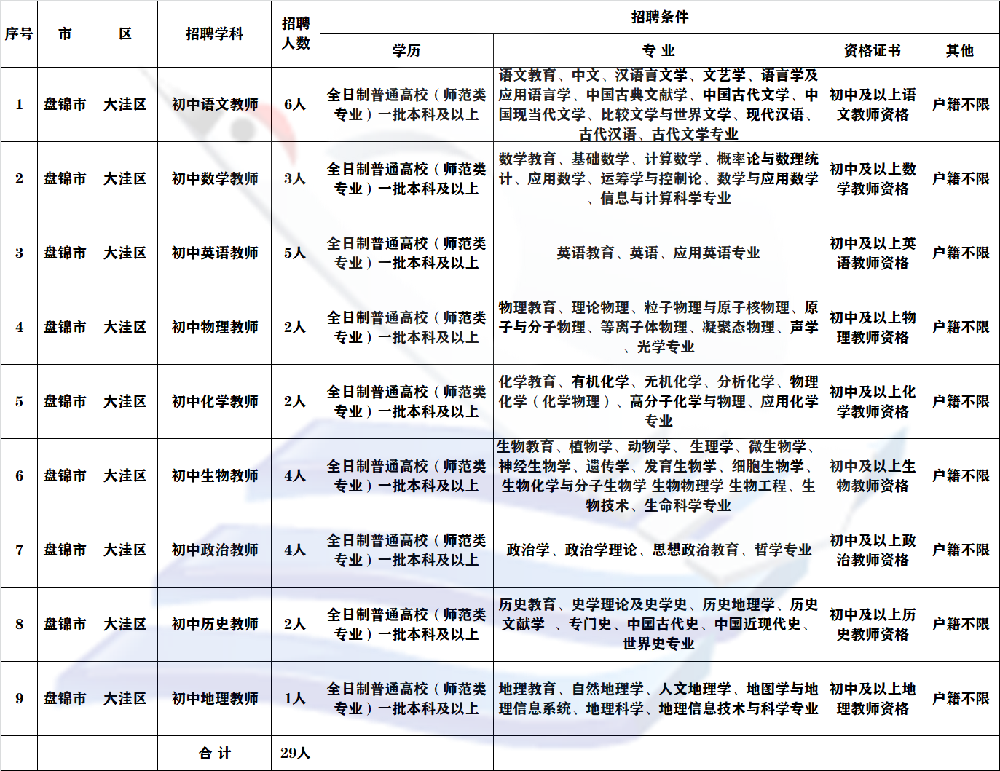 序号 市 区 招聘学科 招聘
人数 招聘条件
学历 专 业 资格证书 其他
1 盘锦市 大洼区 初中语文教师 6人 全日制普通高校（师范类
专业）一批本科及以上 语文教育、中文、汉语言文学、文艺学、语言学及
应用语言学、中国古典文献学、中国古代文学、中
国现当代文学、比较文学与世界文学、现代汉语、
古代汉语、古代文学专业 初中及以上语
文教师资格 户籍不限
2 盘锦市 大洼区 初中数学教师 3人 全日制普通高校（师范类
专业）一批本科及以上 数学教育、基础数学、计算数学、概率论与数理统
计、应用数学、运筹学与控制论、数学与应用数学
、信息与计算科学专业 初中及以上数
学教师资格 户籍不限
3 盘锦市 大洼区 初中英语教师 5人 全日制普通高校（师范类
专业）一批本科及以上 英语教育、英语、应用英语专业 初中及以上英
语教师资格 户籍不限
4 盘锦市 大洼区 初中物理教师 2人 全日制普通高校（师范类
专业）一批本科及以上 物理教育、理论物理、粒子物理与原子核物理、原
子与分子物理、等离子体物理、凝聚态物理、声学
、光学专业 初中及以上物
理教师资格 户籍不限
5 盘锦市 大洼区 初中化学教师 2人 全日制普通高校（师范类
专业）一批本科及以上 化学教育、有机化学、无机化学、分析化学、物理
化学（化学物理）、高分子化学与物理、应用化学
专业 初中及以上化
学教师资格 户籍不限
6 盘锦市 大洼区 初中生物教师 4人 全日制普通高校（师范类
专业）一批本科及以上 生物教育、植物学、动物学、 生理学、微生物学、
神经生物学、遗传学、发育生物学、细胞生物学、
生物化学与分子生物学 生物物理学 生物工程、生
物技术、生命科学专业 初中及以上生
物教师资格 户籍不限
7 盘锦市 大洼区 初中政治教师 4人 全日制普通高校（师范类
专业）一批本科及以上 政治学、政治学理论、思想政治教育、哲学专业 初中及以上政
治教师资格 户籍不限
8 盘锦市 大洼区 初中历史教师 2人 全日制普通高校（师范类
专业）一批本科及以上 历史教育、史学理论及史学史、历史地理学、历史
文献学 、专门史、中国古代史、中国近现代史、
世界史专业 初中及以上历
史教师资格 户籍不限
9 盘锦市 大洼区 初中地理教师 1人 全日制普通高校（师范类
专业）一批本科及以上 地理教育、自然地理学、人文地理学、地图学与地
理信息系统、地理科学、地理信息技术与科学专业 初中及以上地
理教师资格 户籍不限
合 计 29人